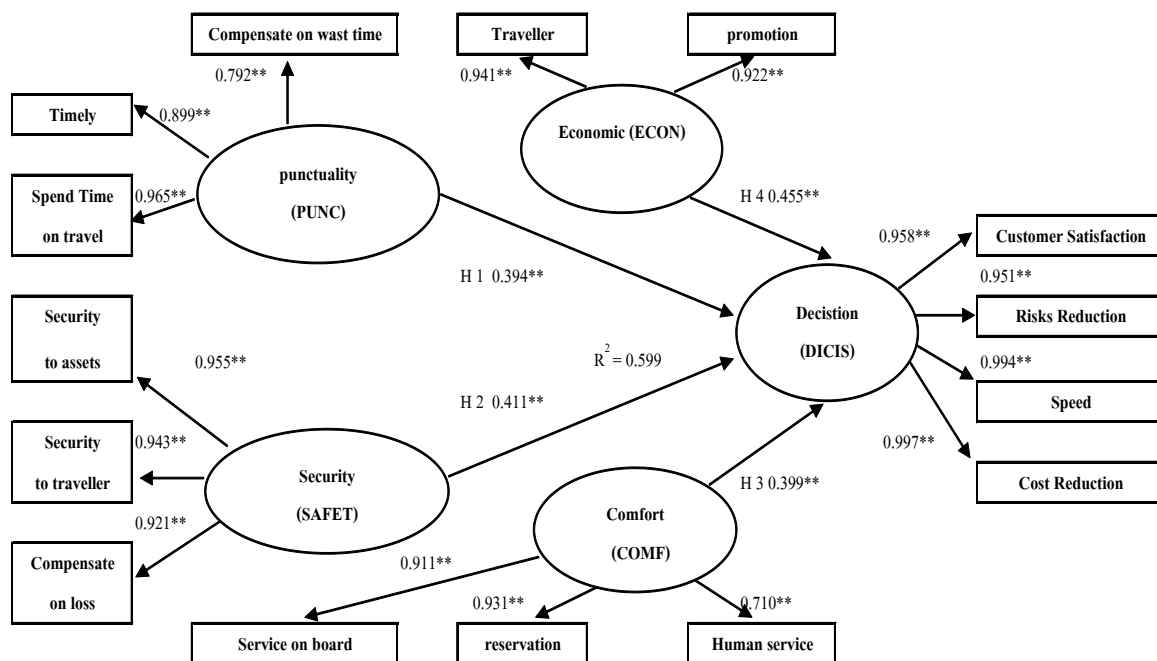 Compensate on wast time
Traveller
promotion
0.792**
0.941**
0.922**
Timely
0.899**
Economic (ECON)
punctuality
(PUNC)
Spend Time
on travel
0.965**
H 4 0.455**
0.958**
Customer Satisfaction
H 1 0.394**
0.951**
Security
to assets
0.955**
R² = 0.599
Decistion
(DICIS)
Risks Reduction
0.994**
Speed
H 2 0.411**
0.997**
Security
to traveller
0.943**
Security
(SAFET)
H 3 0.399**
Cost Reduction
0.921**
Comfort
(COMF)
Compensate
on loss
0.911**
0.931**
0.710**
Service on board
reservation
Human service